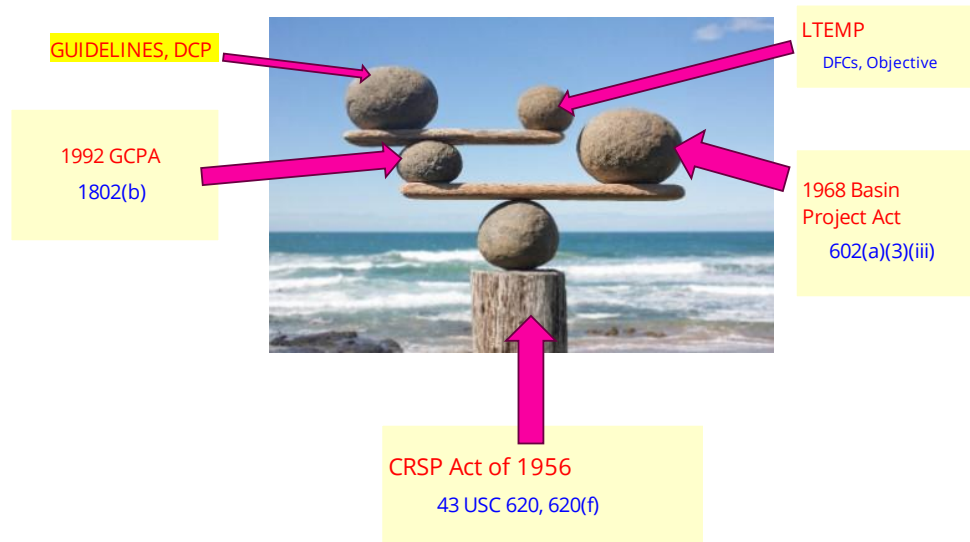 GUIDELINES, DCP
LTEMP
DFCs, Objective
1992 GCPA
1802(b)
1968 Basin
Project Act
602(a)(3)(iii)
CRSP Act of 1956
43 USC 620, 620(f)